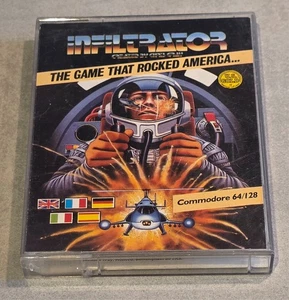 INFILTRATOR
THE GAME THAT ROCKED AMERICA...
Commodore 64/128